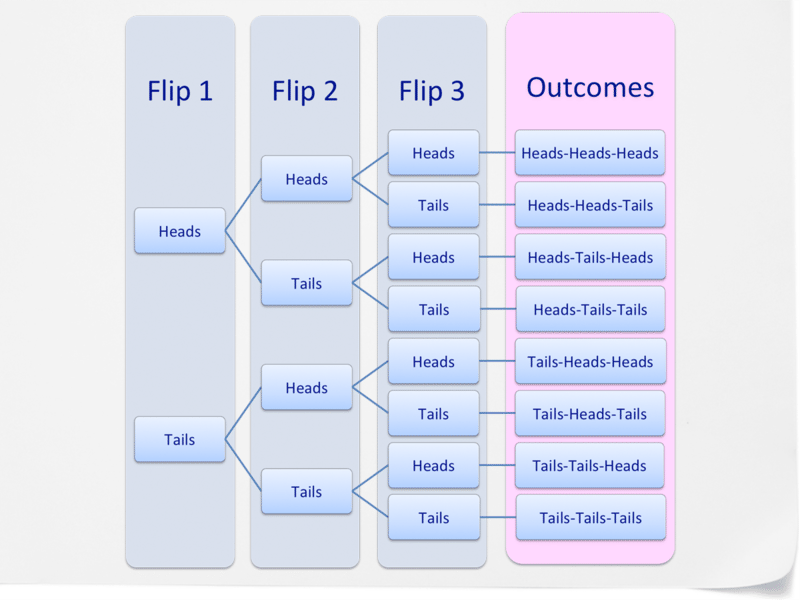 Flip 1
Flip 2
Flip 3
Outcomes
Heads
Tails
Heads
Tails
Heads
Tails
Heads
Tails
Heads
Tails
Heads
Tails
Heads
Tails
Heads-Heads-Heads
Heads-Heads-Tails
Heads-Tails-Heads
Heads-Tails-Tails
Tails-Heads-Heads
Tails-Heads-Tails
Tails-Tails-Heads
Tails-Tails-Tails